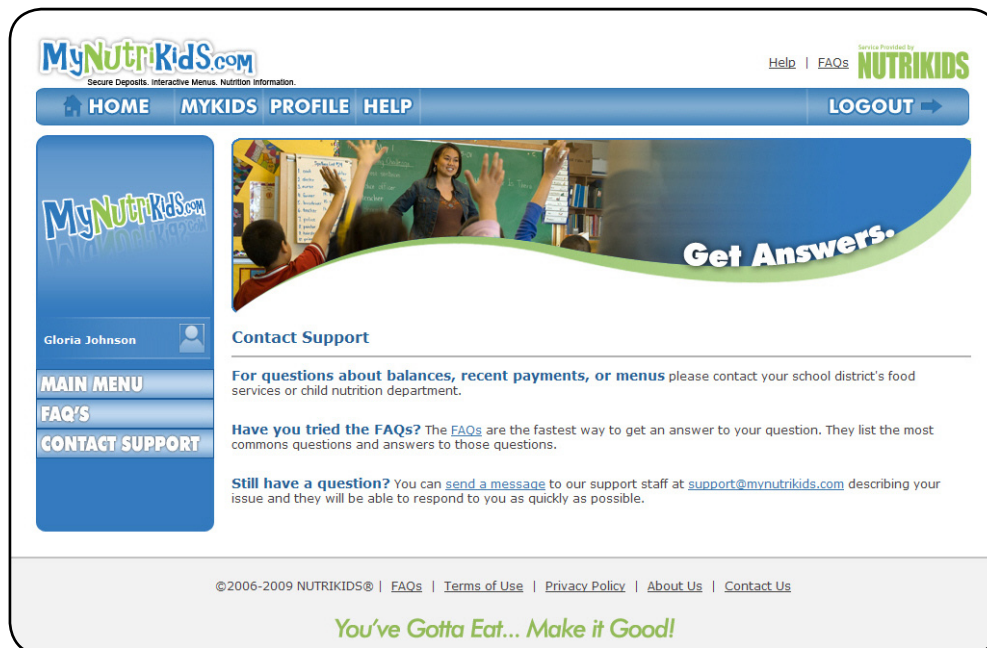 MyNutriKids.com
Secure Deposits. Interactive Menus. Nutrition Information.
Help | FAQs
Service Provided by
NUTRIKIDS
HOME MYKIDS PROFILE HELP LOGOUT
MyNutriKids.com
Get Answers.
Gloria Johnson
MAIN MENU
FAQ'S
CONTACT SUPPORT
Contact Support
For questions about balances, recent payments, or menus please contact your school district's food
services or child nutrition department.
Have you tried the FAQs? The FAQs are the fastest way to get an answer to your question. They list the most
commons questions and answers to those questions.
Still have a question? You can send a message to our support staff at support@mynutrikids.com describing your
issue and they will be able to respond to you as quickly as possible.
©2006-2009 NUTRIKIDS® | FAQs | Terms of Use | Privacy Policy | About Us | Contact Us
You've Gotta Eat... Make it Good!